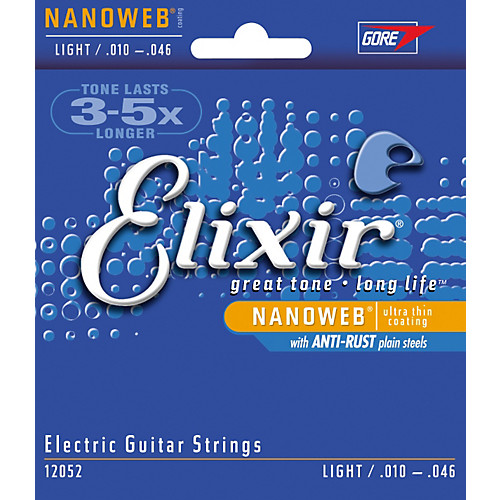 NANOWEB® coating
LIGHT / .010 — .046
GORE
TONE LASTS
3-5x
LONGER
Elixir®
great tone • long life™
NANOWEB® ultra thin coating
with ANTI-RUST plain steels
Electric Guitar Strings
12052
LIGHT / .010 — .046